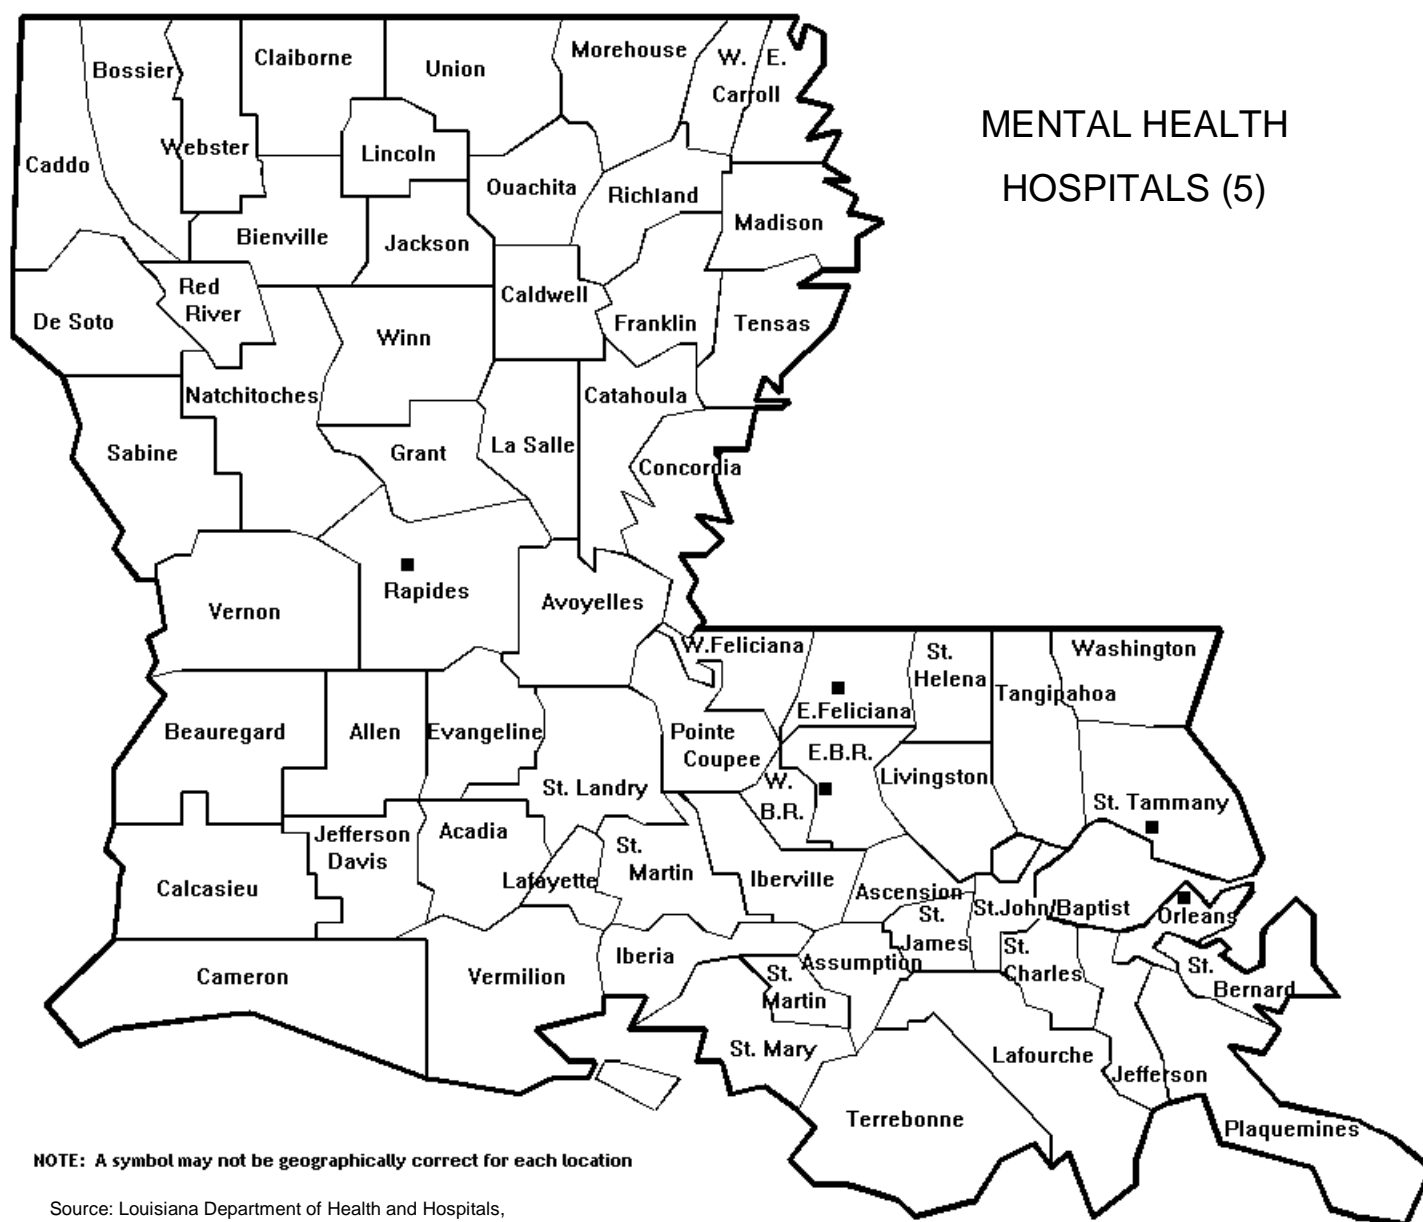 MENTAL HEALTH
HOSPITALS (5)
Morehouse
W. E.
Claiborne
Union
Bossier
Carroll
Webster
Lincoln
Caddo
Ouachita
Richland
Madison
Bienville
Jackson
Red
River
Caldwell
De Soto
Winn
Franklin
Tensas
Natchitoches
Catahoula
Sabine
Grant
La Salle
Concordia
Rapides
Vernon
Avoyelles
W.Feliciana
St.
Helena
Washington
Tangipahoa
E.Feliciana
Beauregard
Allen
Evangeline
Pointe
Coupee
E.B.R.
Livingston
W.
B.R.
St. Landry
St. Tammany
Jefferson
Davis
Acadia
St.
Martin
Lafayette
Iberville
Calcasieu
Ascension
St.John/Baptist
Orleans
St.
James
St.
Charles
Iberia
Assumption
St.
Bernard
Cameron
Vermilion
St.
Martin
St. Mary
Lafourche
Jefferson
Terrebonne
Plaquemines
NOTE: A symbol may not be geographically correct for each location
Source: Louisiana Department of Health and Hospitals,